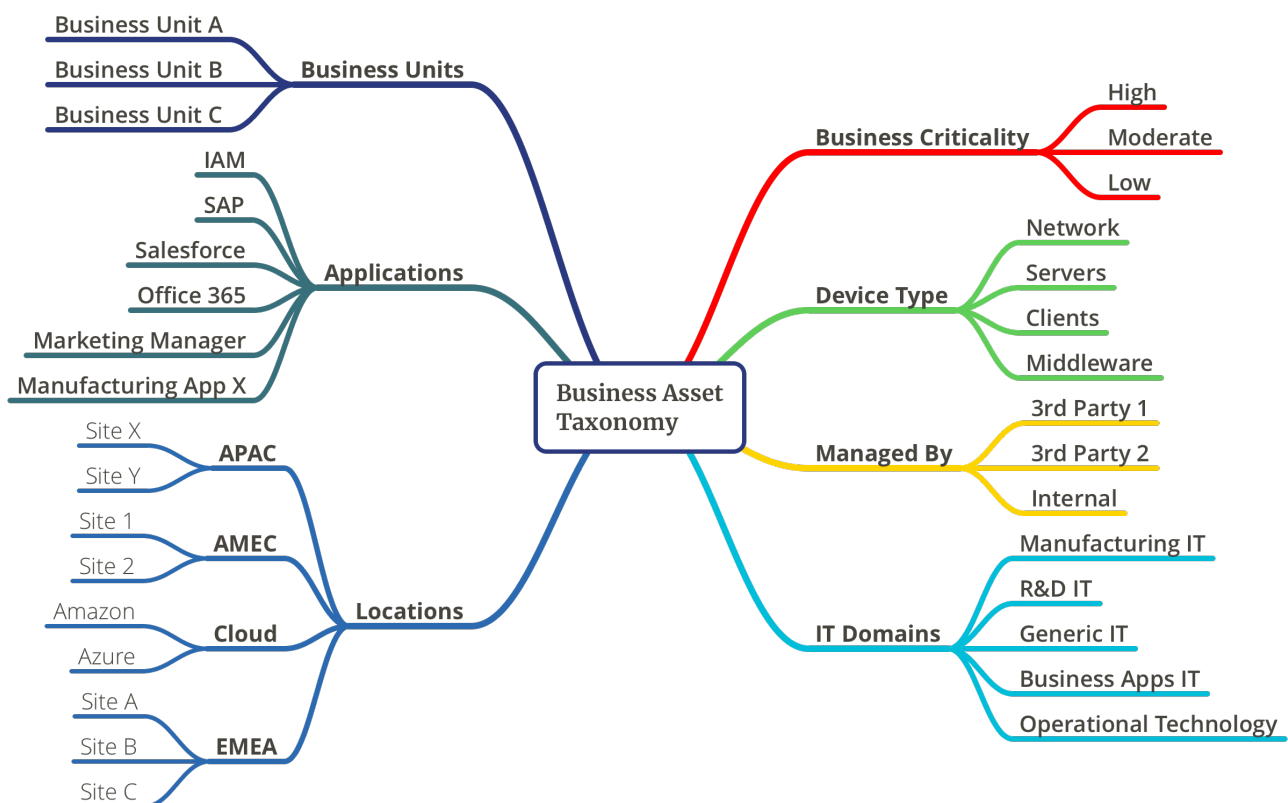 Business Unit A
Business Unit B
Business Unit C
Business Units
IAM
SAP
Salesforce
Office 365
Marketing Manager
Manufacturing App X
Applications
Site X
Site Y
APAC
Site 1
Site 2
AMEC
Amazon
Azure
Cloud
Site A
Site B
Site C
EMEA
Locations
Business Asset
Taxonomy
Business Criticality
High
Moderate
Low
Device Type
Network
Servers
Clients
Middleware
Managed By
3rd Party 1
3rd Party 2
Internal
IT Domains
Manufacturing IT
R&D IT
Generic IT
Business Apps IT
Operational Technology